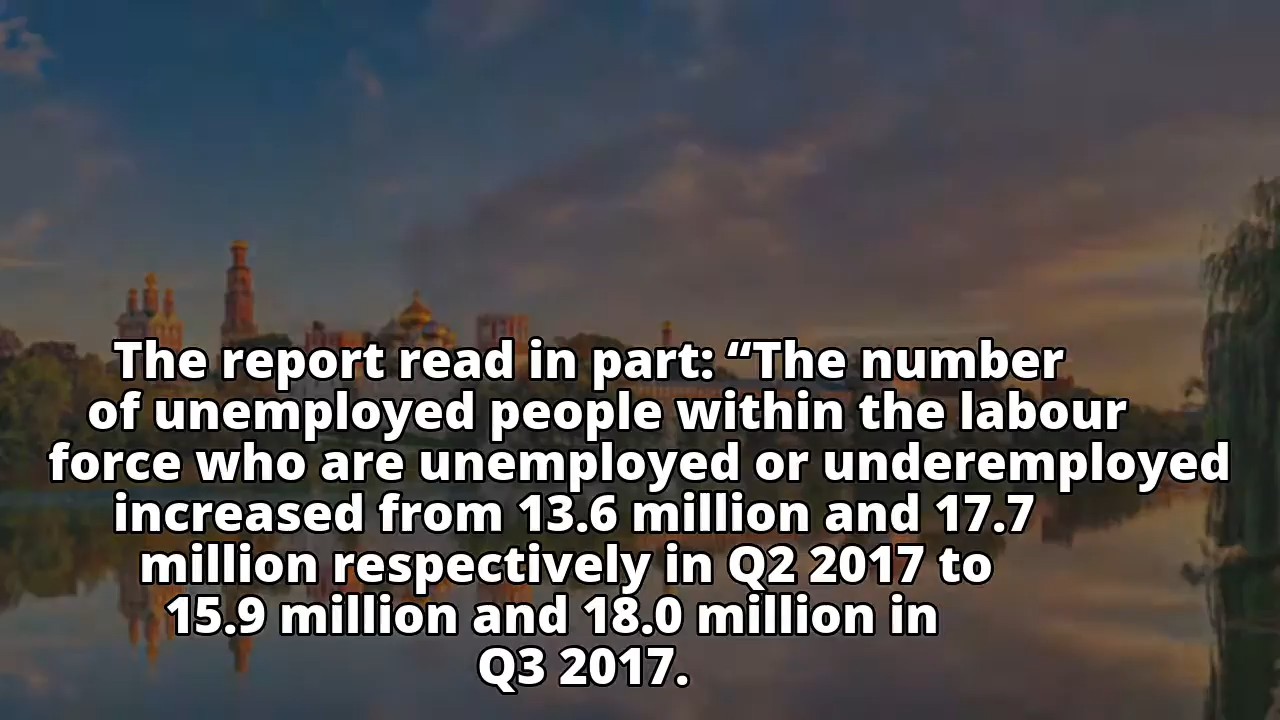 The report read in part: “The number
of unemployed people within the labour
force who are unemployed or underemployed
increased from 13.6 million and 17.7
million respectively in Q2 2017 to
15.9 million and 18.0 million in
Q3 2017.